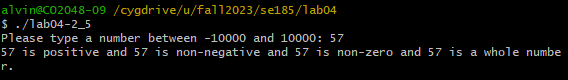 alvin@CO2048-09 /cygdrive/u/fall2023/se185/lab04
$ ./lab04-2_5
Please type a number between -10000 and 10000: 57
57 is positive and 57 is non-negative and 57 is non-zero and 57 is a whole numbe
r.